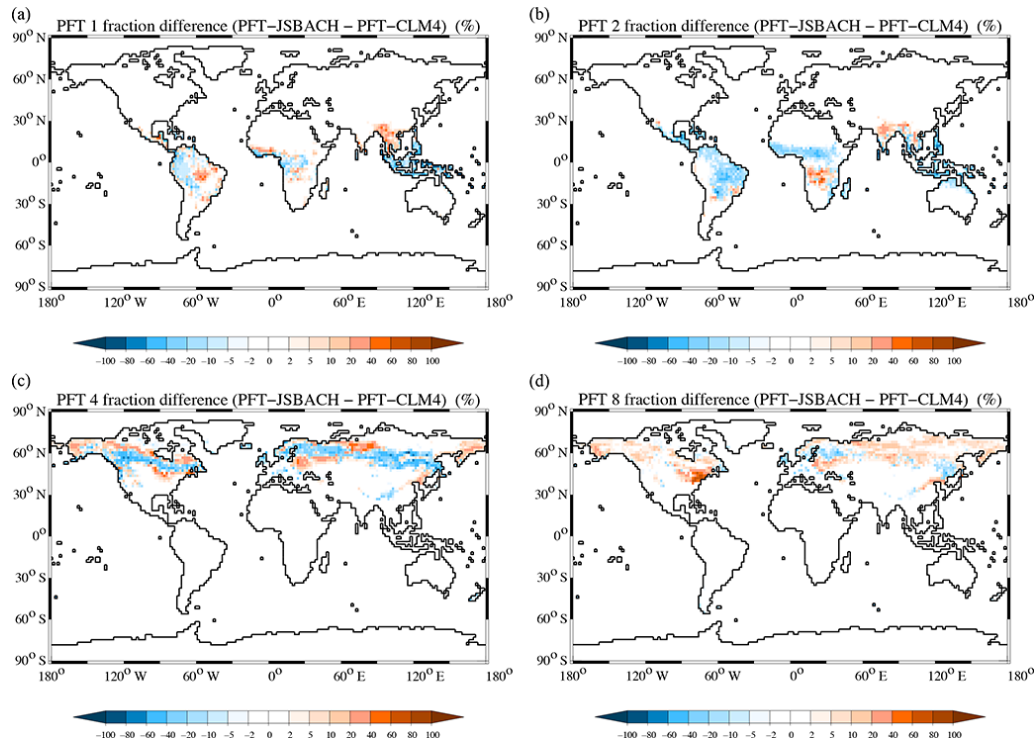 (a)
PFT 1 fraction difference (PFT−JSBACH − PFT−CLM4) (%)
90° N
60° N
30° N
0°
30° S
60° S
90° S
180° 120° W 60° W 0° 60° E 120° E 180°
−100 −80 −60 −40 −20 −10 −5 −2 0 2 5 10 20 40 60 80 100
(b)
PFT 2 fraction difference (PFT−JSBACH − PFT−CLM4) (%)
90° N
60° N
30° N
0°
30° S
60° S
90° S
180° 120° W 60° W 0° 60° E 120° E 180°
−100 −80 −60 −40 −20 −10 −5 −2 0 2 5 10 20 40 60 80 100
(c)
PFT 4 fraction difference (PFT−JSBACH − PFT−CLM4) (%)
90° N
60° N
30° N
0°
30° S
60° S
90° S
180° 120° W 60° W 0° 60° E 120° E 180°
−100 −80 −60 −40 −20 −10 −5 −2 0 2 5 10 20 40 60 80 100
(d)
PFT 8 fraction difference (PFT−JSBACH − PFT−CLM4) (%)
90° N
60° N
30° N
0°
30° S
60° S
90° S
180° 120° W 60° W 0° 60° E 120° E 180°
−100 −80 −60 −40 −20 −10 −5 −2 0 2 5 10 20 40 60 80 100